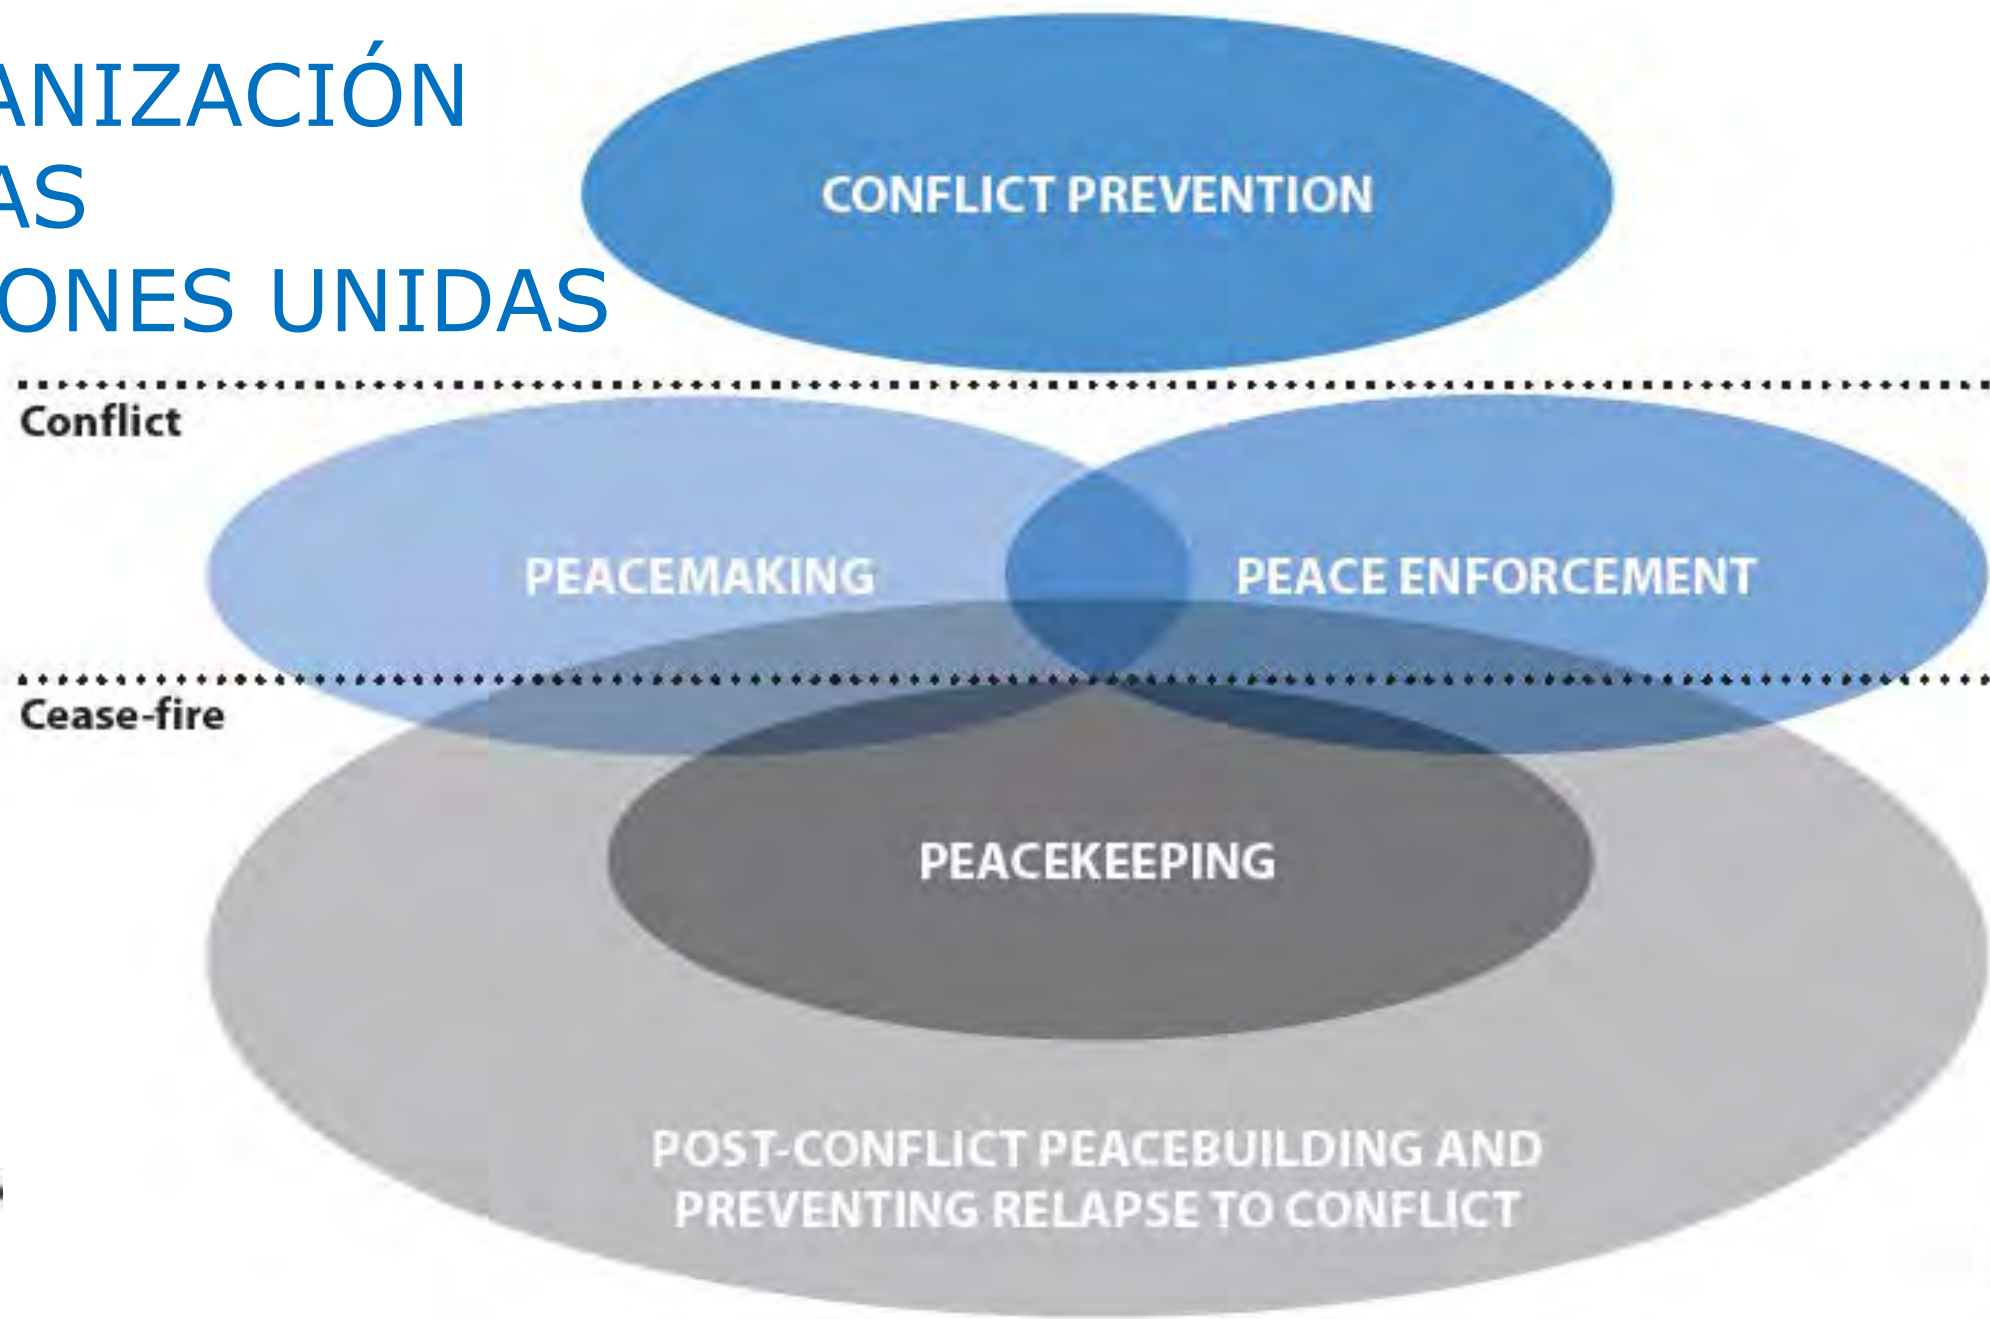 ANIZACIÓN
AS
ONES UNIDAS
CONFLICT PREVENTION
Conflict
PEACEMAKING
PEACE ENFORCEMENT
Cease-fire
PEACEKEEPING
POST-CONFLICT PEACEBUILDING AND
PREVENTING RELAPSE TO CONFLICT